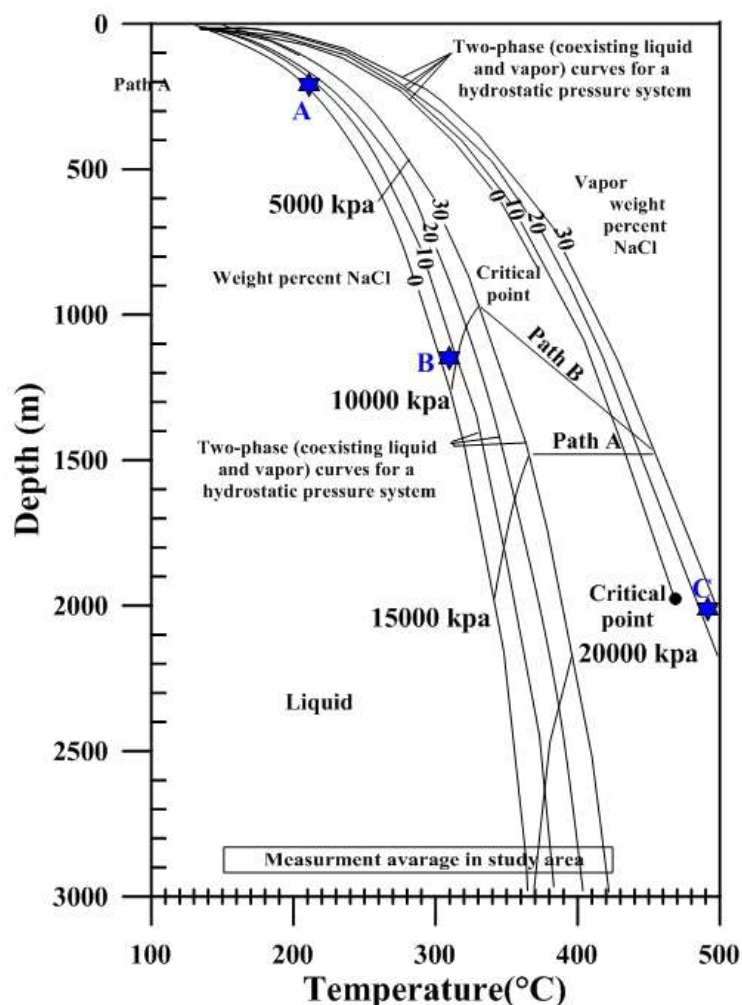 0
500
1000
1500
2000
2500
3000
Depth (m)
100
200
300
400
500
Temperature(°C)
Path A
A
Two-phase (coexisting liquid
and vapor) curves for a
hydrostatic pressure system
Vapor
weight
percent
NaCl
0
10
20
30
5000 kpa
30
20
10
0
Weight percent NaCl
Critical
point
B
10000 kpa
Path B
Path A
Two-phase (coexisting liquid
and vapor) curves for a
hydrostatic pressure system
15000 kpa
Critical
point
C
20000 kpa
Liquid
Measurment avarage in study area